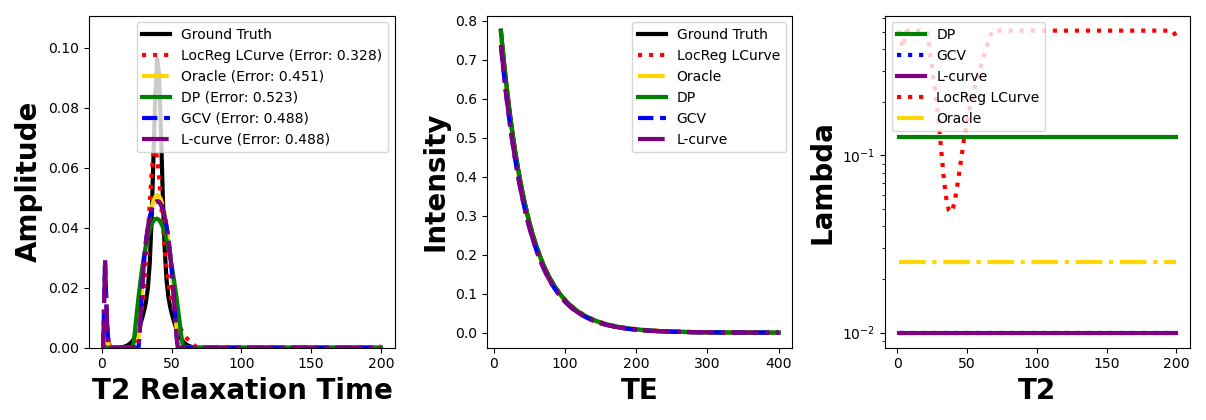 Amplitude
0.10
0.08
0.06
0.04
0.02
0.00
Ground Truth
LocReg LCurve (Error: 0.328)
Oracle (Error: 0.451)
DP (Error: 0.523)
GCV (Error: 0.488)
L-curve (Error: 0.488)
0 50 100 150 200
T2 Relaxation Time
Intensity
0.8
0.7
0.6
0.5
0.4
0.3
0.2
0.1
0.0
Ground Truth
LocReg LCurve
Oracle
DP
GCV
L-curve
0 100 200 300 400
TE
Lambda
10⁻¹
10⁻²
DP
GCV
L-curve
LocReg LCurve
Oracle
0 50 100 150 200
T2